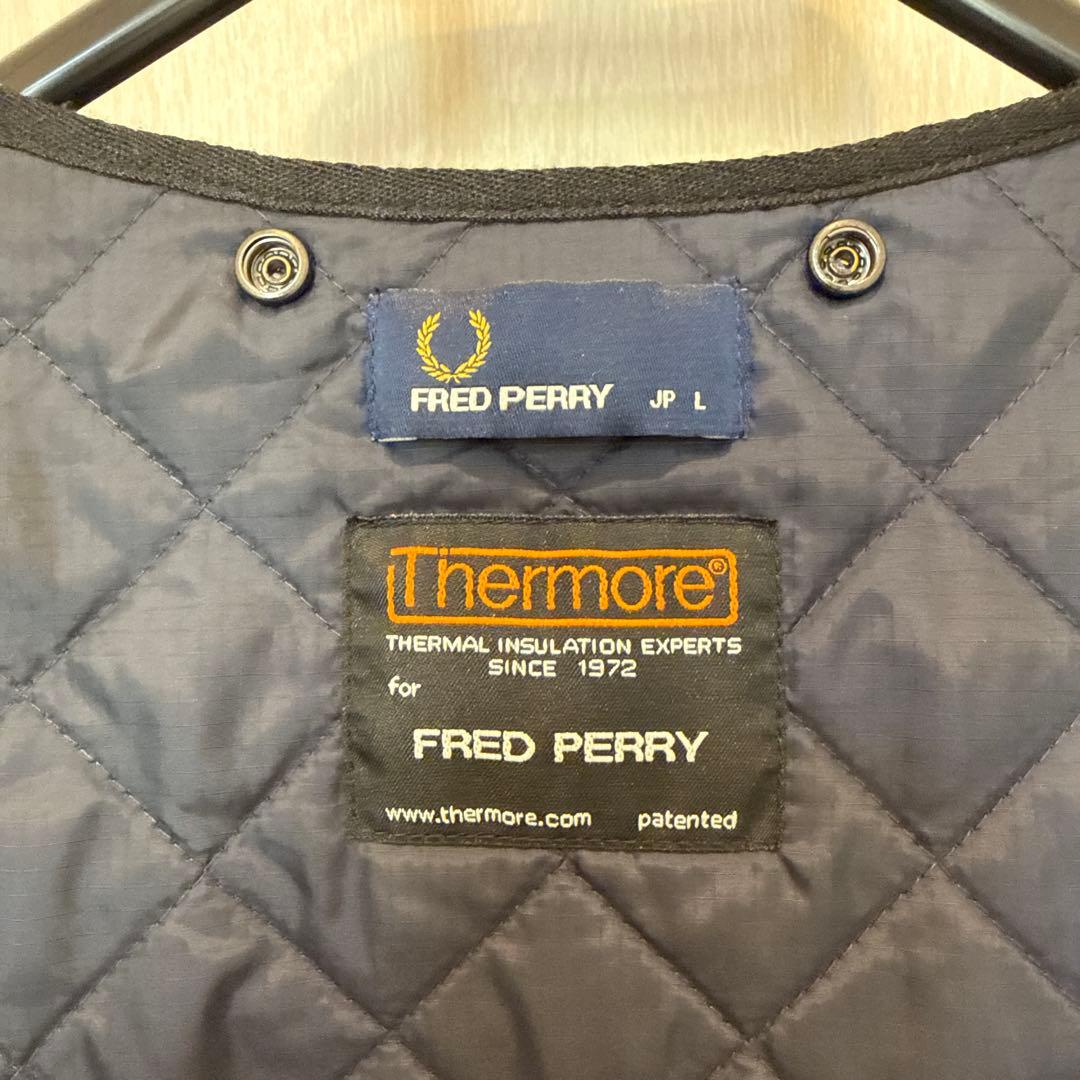 FRED PERRY JP L
Thermore®
THERMAL INSULATION EXPERTS
SINCE 1972
for
FRED PERRY
www.thermore.com patented